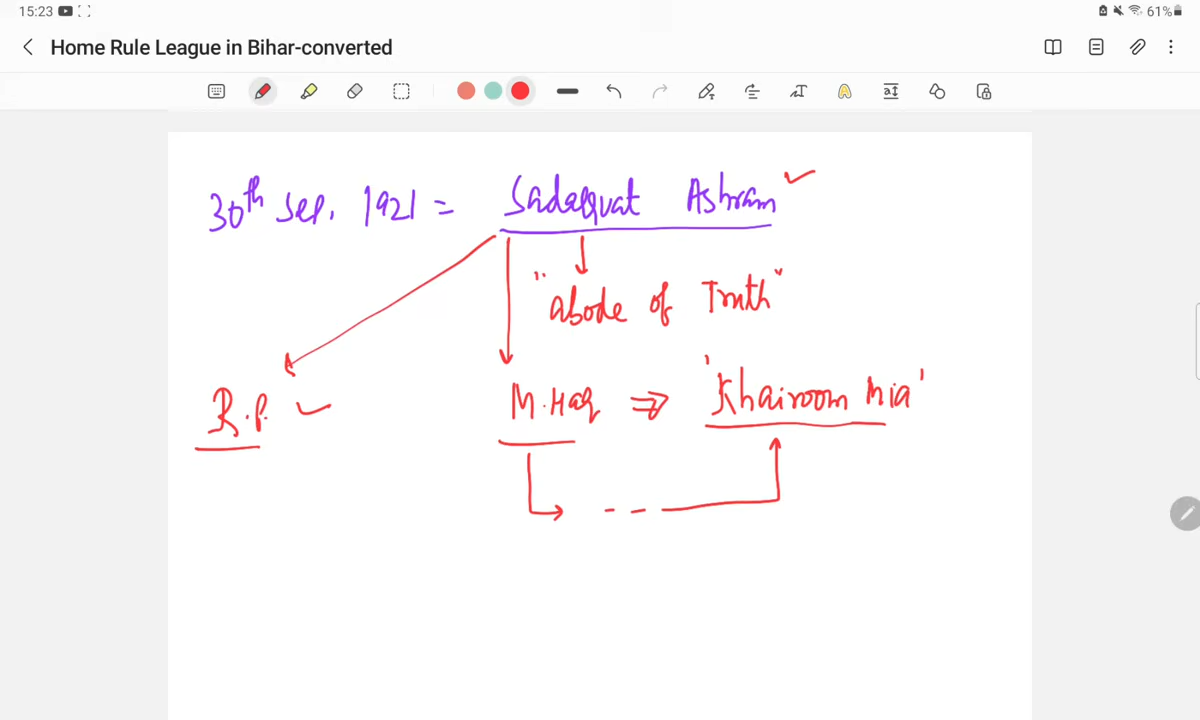 15:23 61%
Home Rule League in Bihar-converted
30th Sep. 1921 = Sadaquat Ashram
"abode of Truth"
R.P. M.Haq ⇒ 'Khairoom Mia'